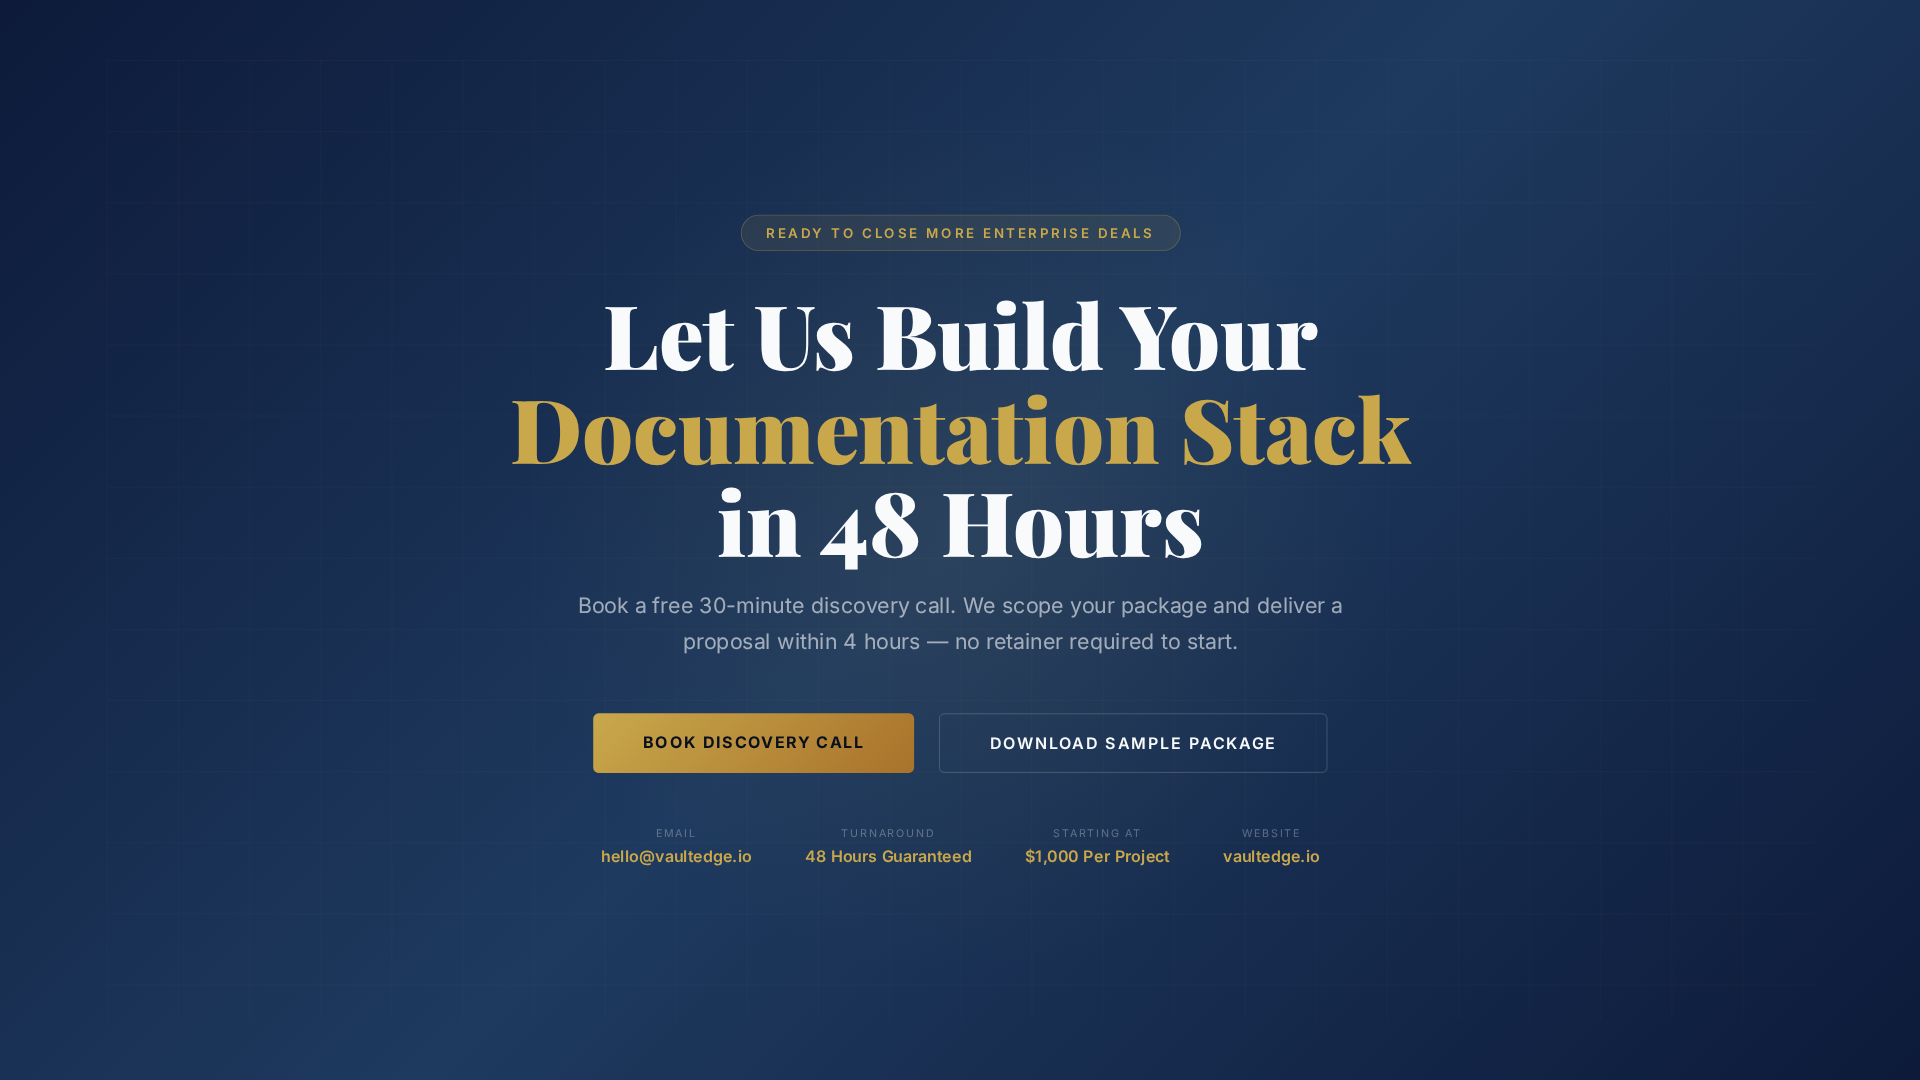 READY TO CLOSE MORE ENTERPRISE DEALS
Let Us Build Your
Documentation Stack
in 48 Hours
Book a free 30-minute discovery call. We scope your package and deliver a
proposal within 4 hours — no retainer required to start.
BOOK DISCOVERY CALL
DOWNLOAD SAMPLE PACKAGE
EMAIL
hello@vaultedge.io
TURNAROUND
48 Hours Guaranteed
STARTING AT
$1,000 Per Project
WEBSITE
vaultedge.io